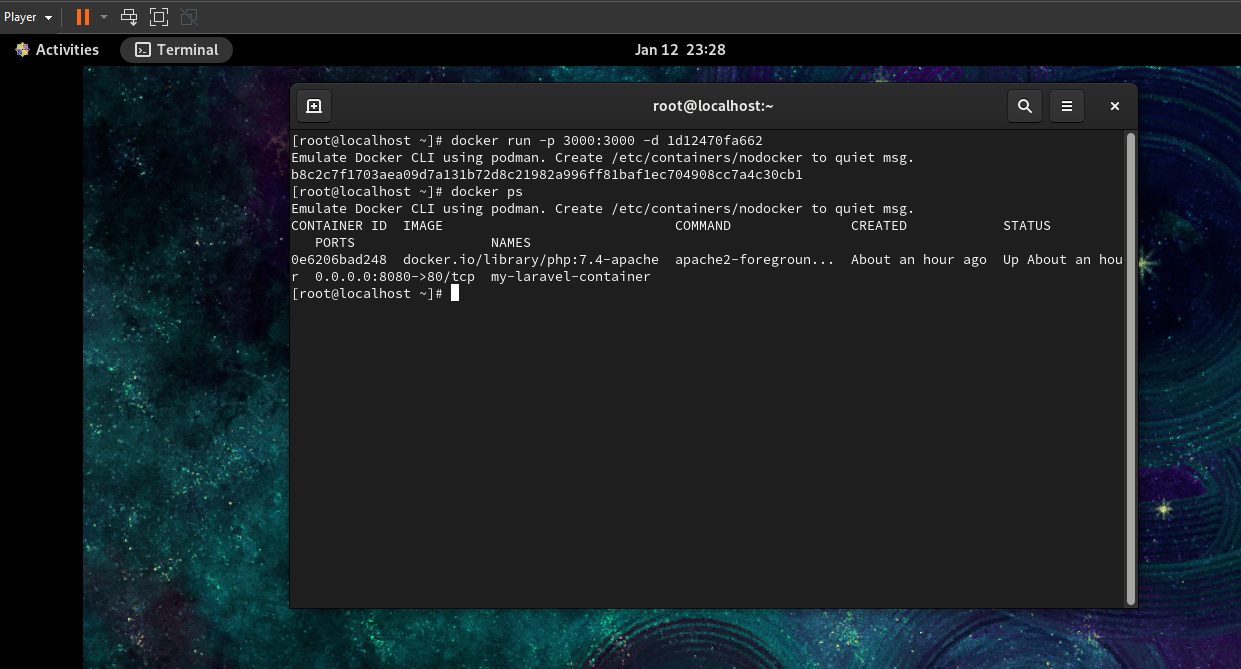 Player
Activities
Terminal
Jan 12 23:28
root@localhost:~
[root@localhost ~]# docker run -p 3000:3000 -d 1d12470fa662
Emulate Docker CLI using podman. Create /etc/containers/nodocker to quiet msg.
b8c2c7f1703aea09d7a131b72d8c21982a996ff81baf1ec704908cc7a4c30cb1
[root@localhost ~]# docker ps
Emulate Docker CLI using podman. Create /etc/containers/nodocker to quiet msg.
CONTAINER ID  IMAGE                             COMMAND               CREATED            STATUS
   PORTS                 NAMES
0e6206bad248  docker.io/library/php:7.4-apache  apache2-foregroun...  About an hour ago  Up About an hou
r  0.0.0.0:8080->80/tcp  my-laravel-container
[root@localhost ~]#